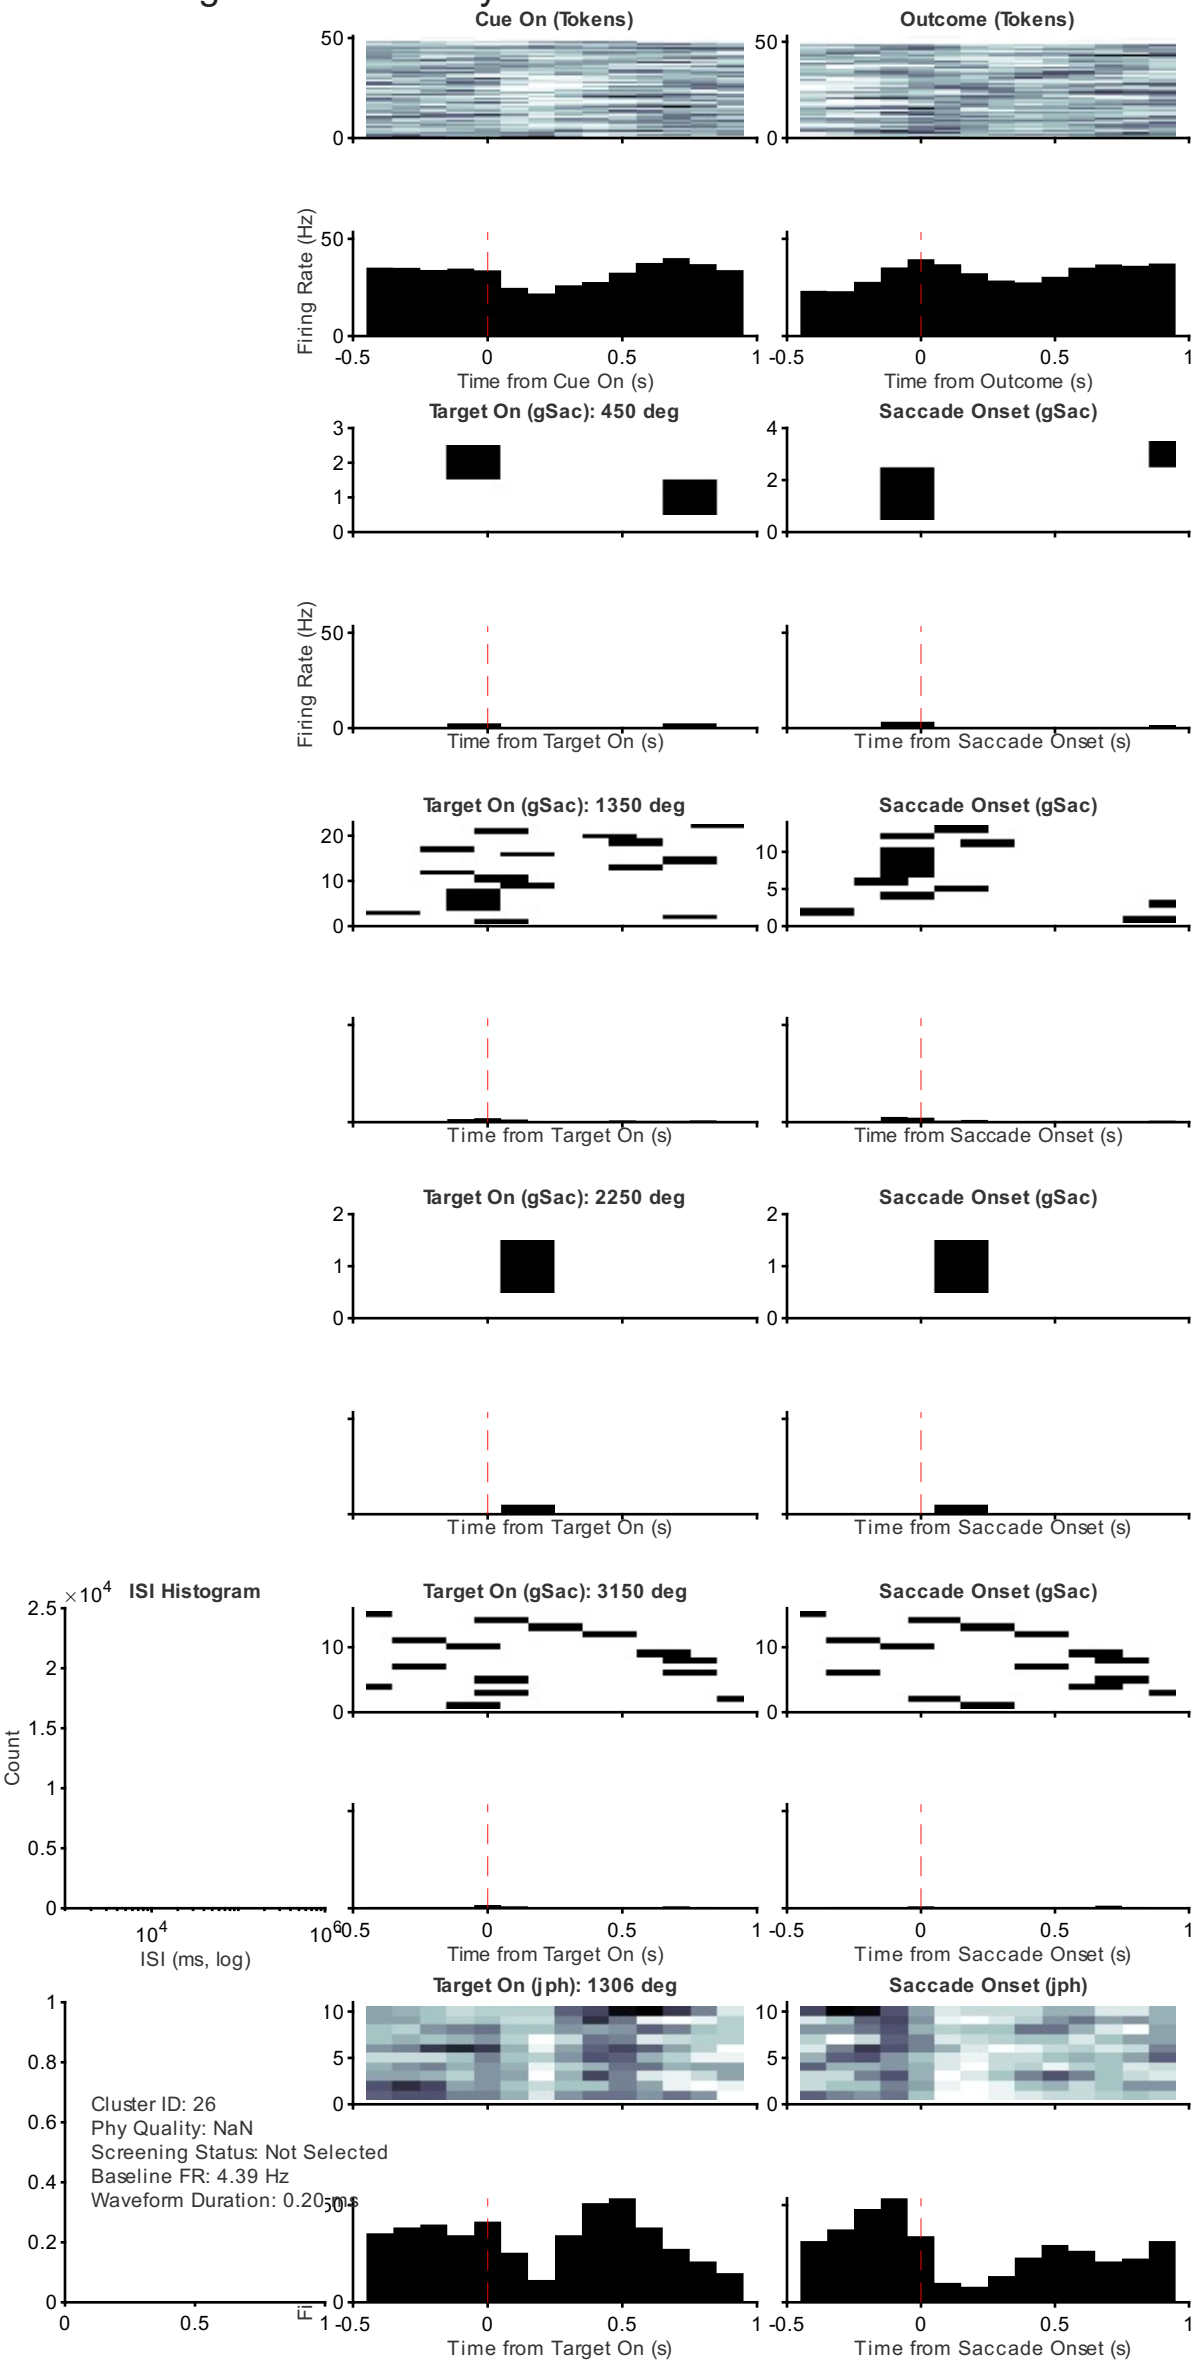 Cue On (Tokens)
Outcome (Tokens)
50
0
50
0
Firing Rate (Hz)
50
0
-0.5
0
0.5
1
-0.5
0
0.5
1
Time from Cue On (s)
Time from Outcome (s)
Target On (gSac): 450 deg
Saccade Onset (gSac)
3
2
1
0
4
2
0
Firing Rate (Hz)
50
0
Time from Target On (s)
Time from Saccade Onset (s)
Target On (gSac): 1350 deg
Saccade Onset (gSac)
20
10
0
10
5
0
Time from Target On (s)
Time from Saccade Onset (s)
Target On (gSac): 2250 deg
Saccade Onset (gSac)
2
1
0
2
1
0
Time from Target On (s)
Time from Saccade Onset (s)
×10^4
ISI Histogram
Target On (gSac): 3150 deg
Saccade Onset (gSac)
2.5
2
1.5
1
0.5
0
Count
10^4
10^6
ISI (ms, log)
10
0
10
0
-0.5
0
0.5
1
-0.5
0
0.5
1
Time from Target On (s)
Time from Saccade Onset (s)
Target On (jph): 1306 deg
Saccade Onset (jph)
1
0.8
0.6
0.4
0.2
0
0
0.5
1
Cluster ID: 26
Phy Quality: NaN
Screening Status: Not Selected
Baseline FR: 4.39 Hz
Waveform Duration: 0.20 ms
10
5
0
10
5
0
50
0
Fi
-0.5
0
0.5
1
-0.5
0
0.5
1
Time from Target On (s)
Time from Saccade Onset (s)